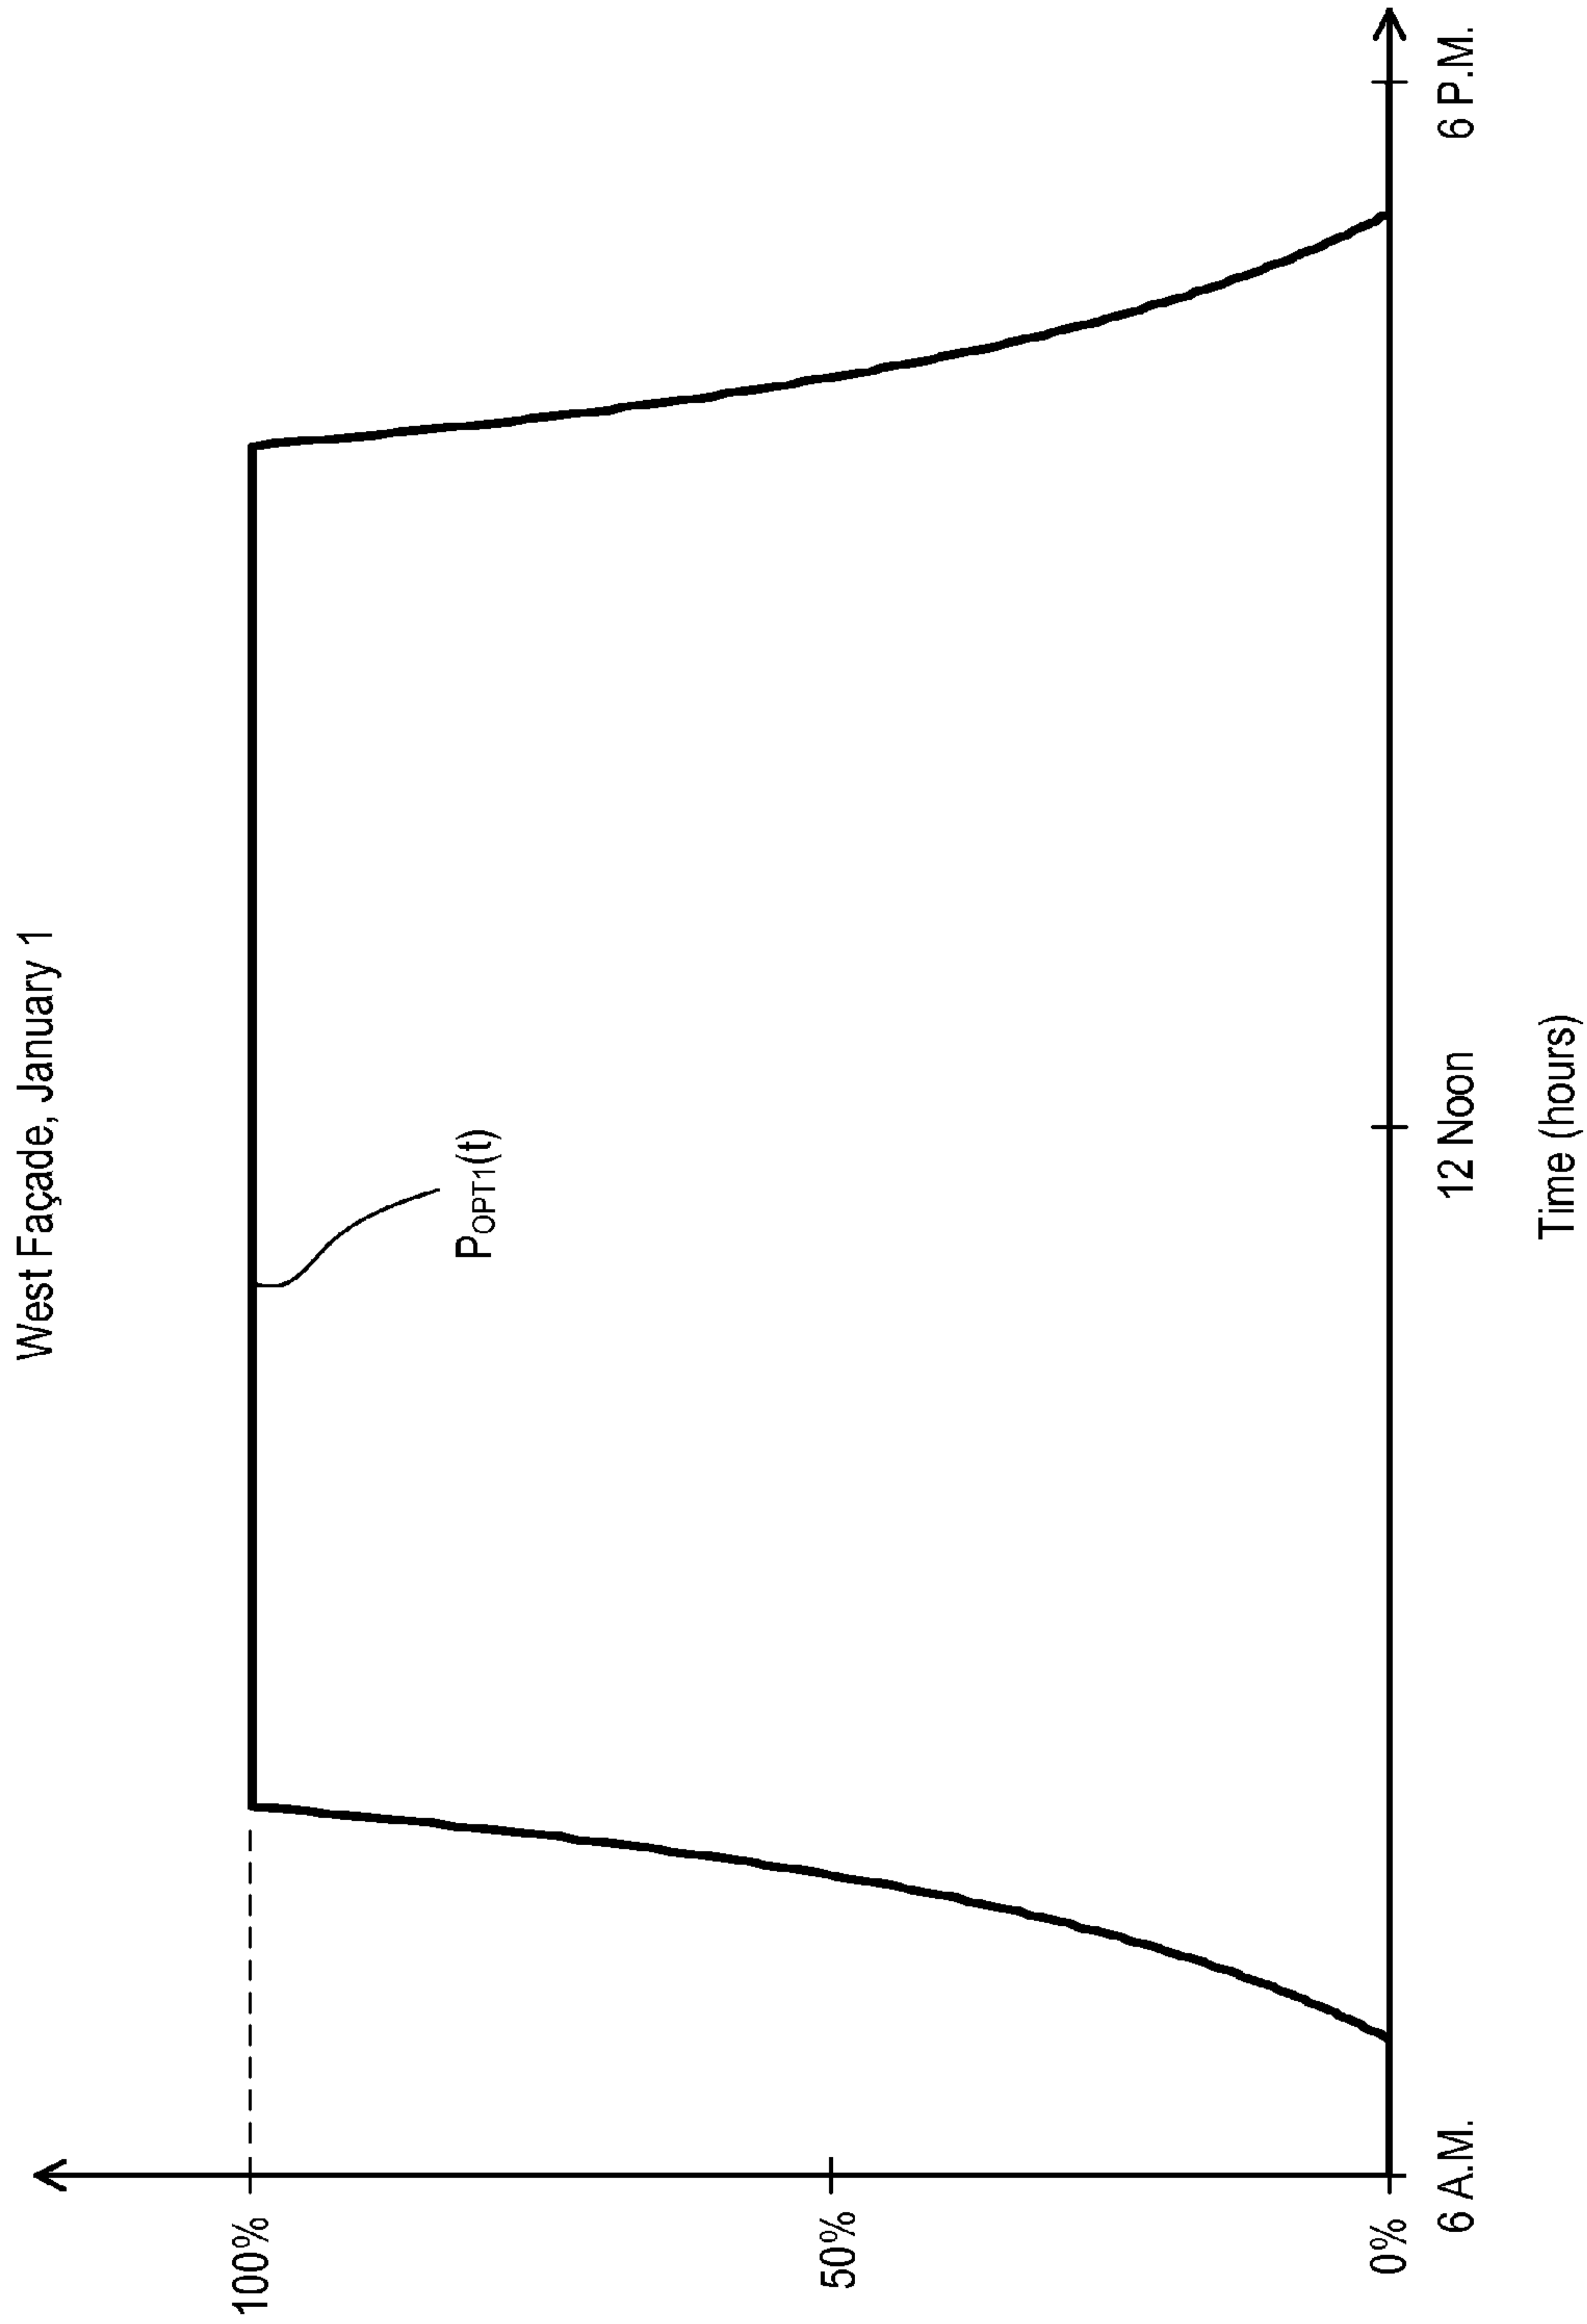 West Façade, January 1
100%
50%
0%
POPT1(t)
6 A.M.
12 Noon
6 P.M.
Time (hours)